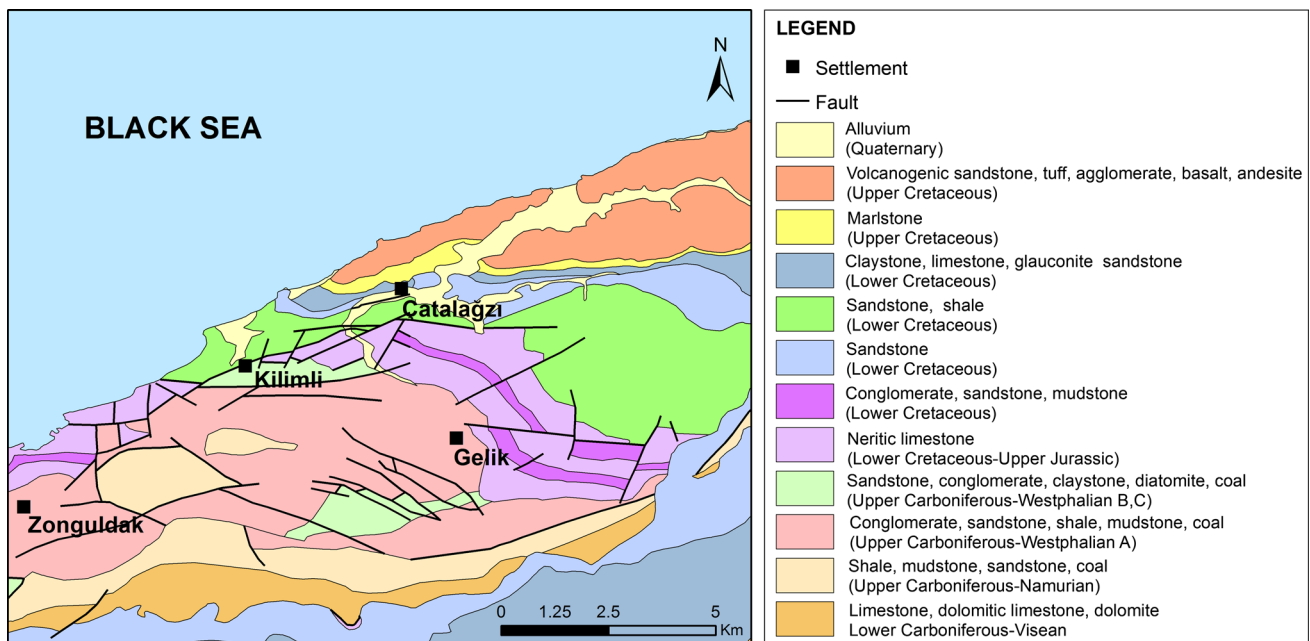 N
BLACK SEA
Çatalağzı
Kilimli
Gelik
Zonguldak
0 1.25 2.5 5
Km
LEGEND
Settlement
Fault
Alluvium
(Quaternary)
Volcanogenic sandstone, tuff, agglomerate, basalt, andesite
(Upper Cretaceous)
Marlstone
(Upper Cretaceous)
Claystone, limestone, glauconite sandstone
(Lower Cretaceous)
Sandstone, shale
(Lower Cretaceous)
Sandstone
(Lower Cretaceous)
Conglomerate, sandstone, mudstone
(Lower Cretaceous)
Neritic limestone
(Lower Cretaceous-Upper Jurassic)
Sandstone, conglomerate, claystone, diatomite, coal
(Upper Carboniferous-Westphalian B,C)
Conglomerate, sandstone, shale, mudstone, coal
(Upper Carboniferous-Westphalian A)
Shale, mudstone, sandstone, coal
(Upper Carboniferous-Namurian)
Limestone, dolomitic limestone, dolomite
Lower Carboniferous-Visean